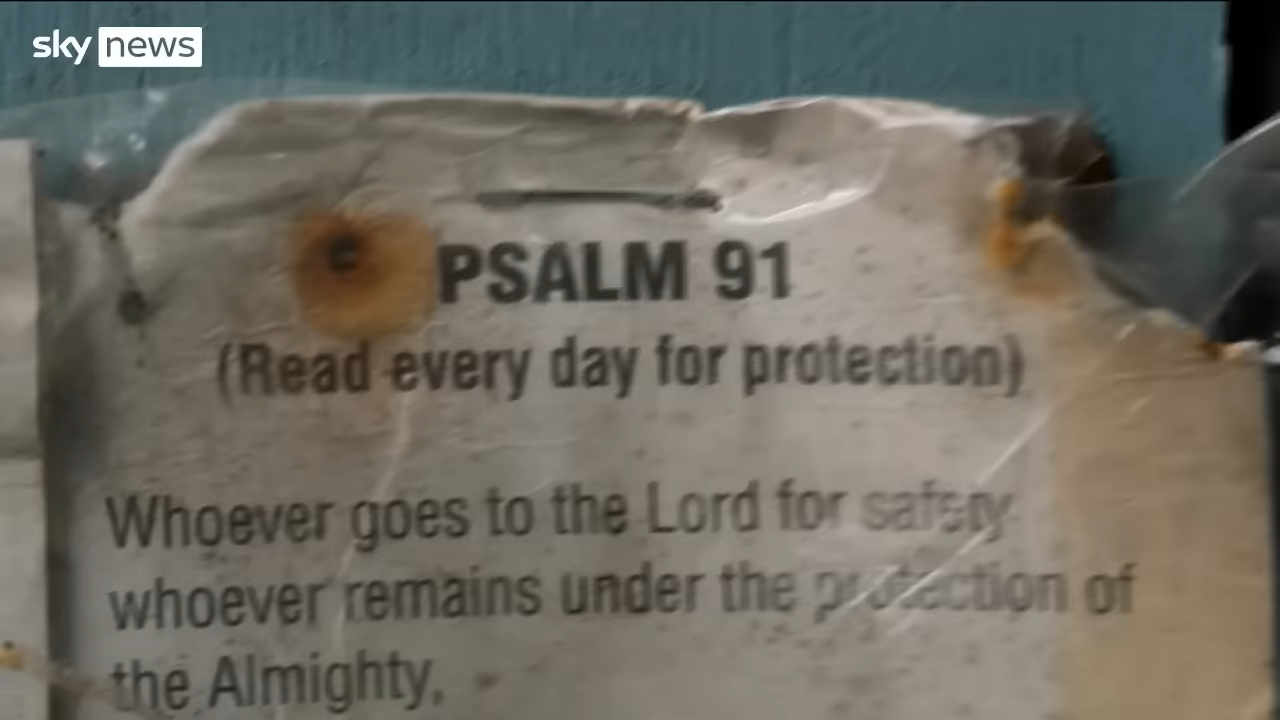 sky news
PSALM 91
(Read every day for protection)
Whoever goes to the Lord for safety
whoever remains under the protection of
the Almighty,